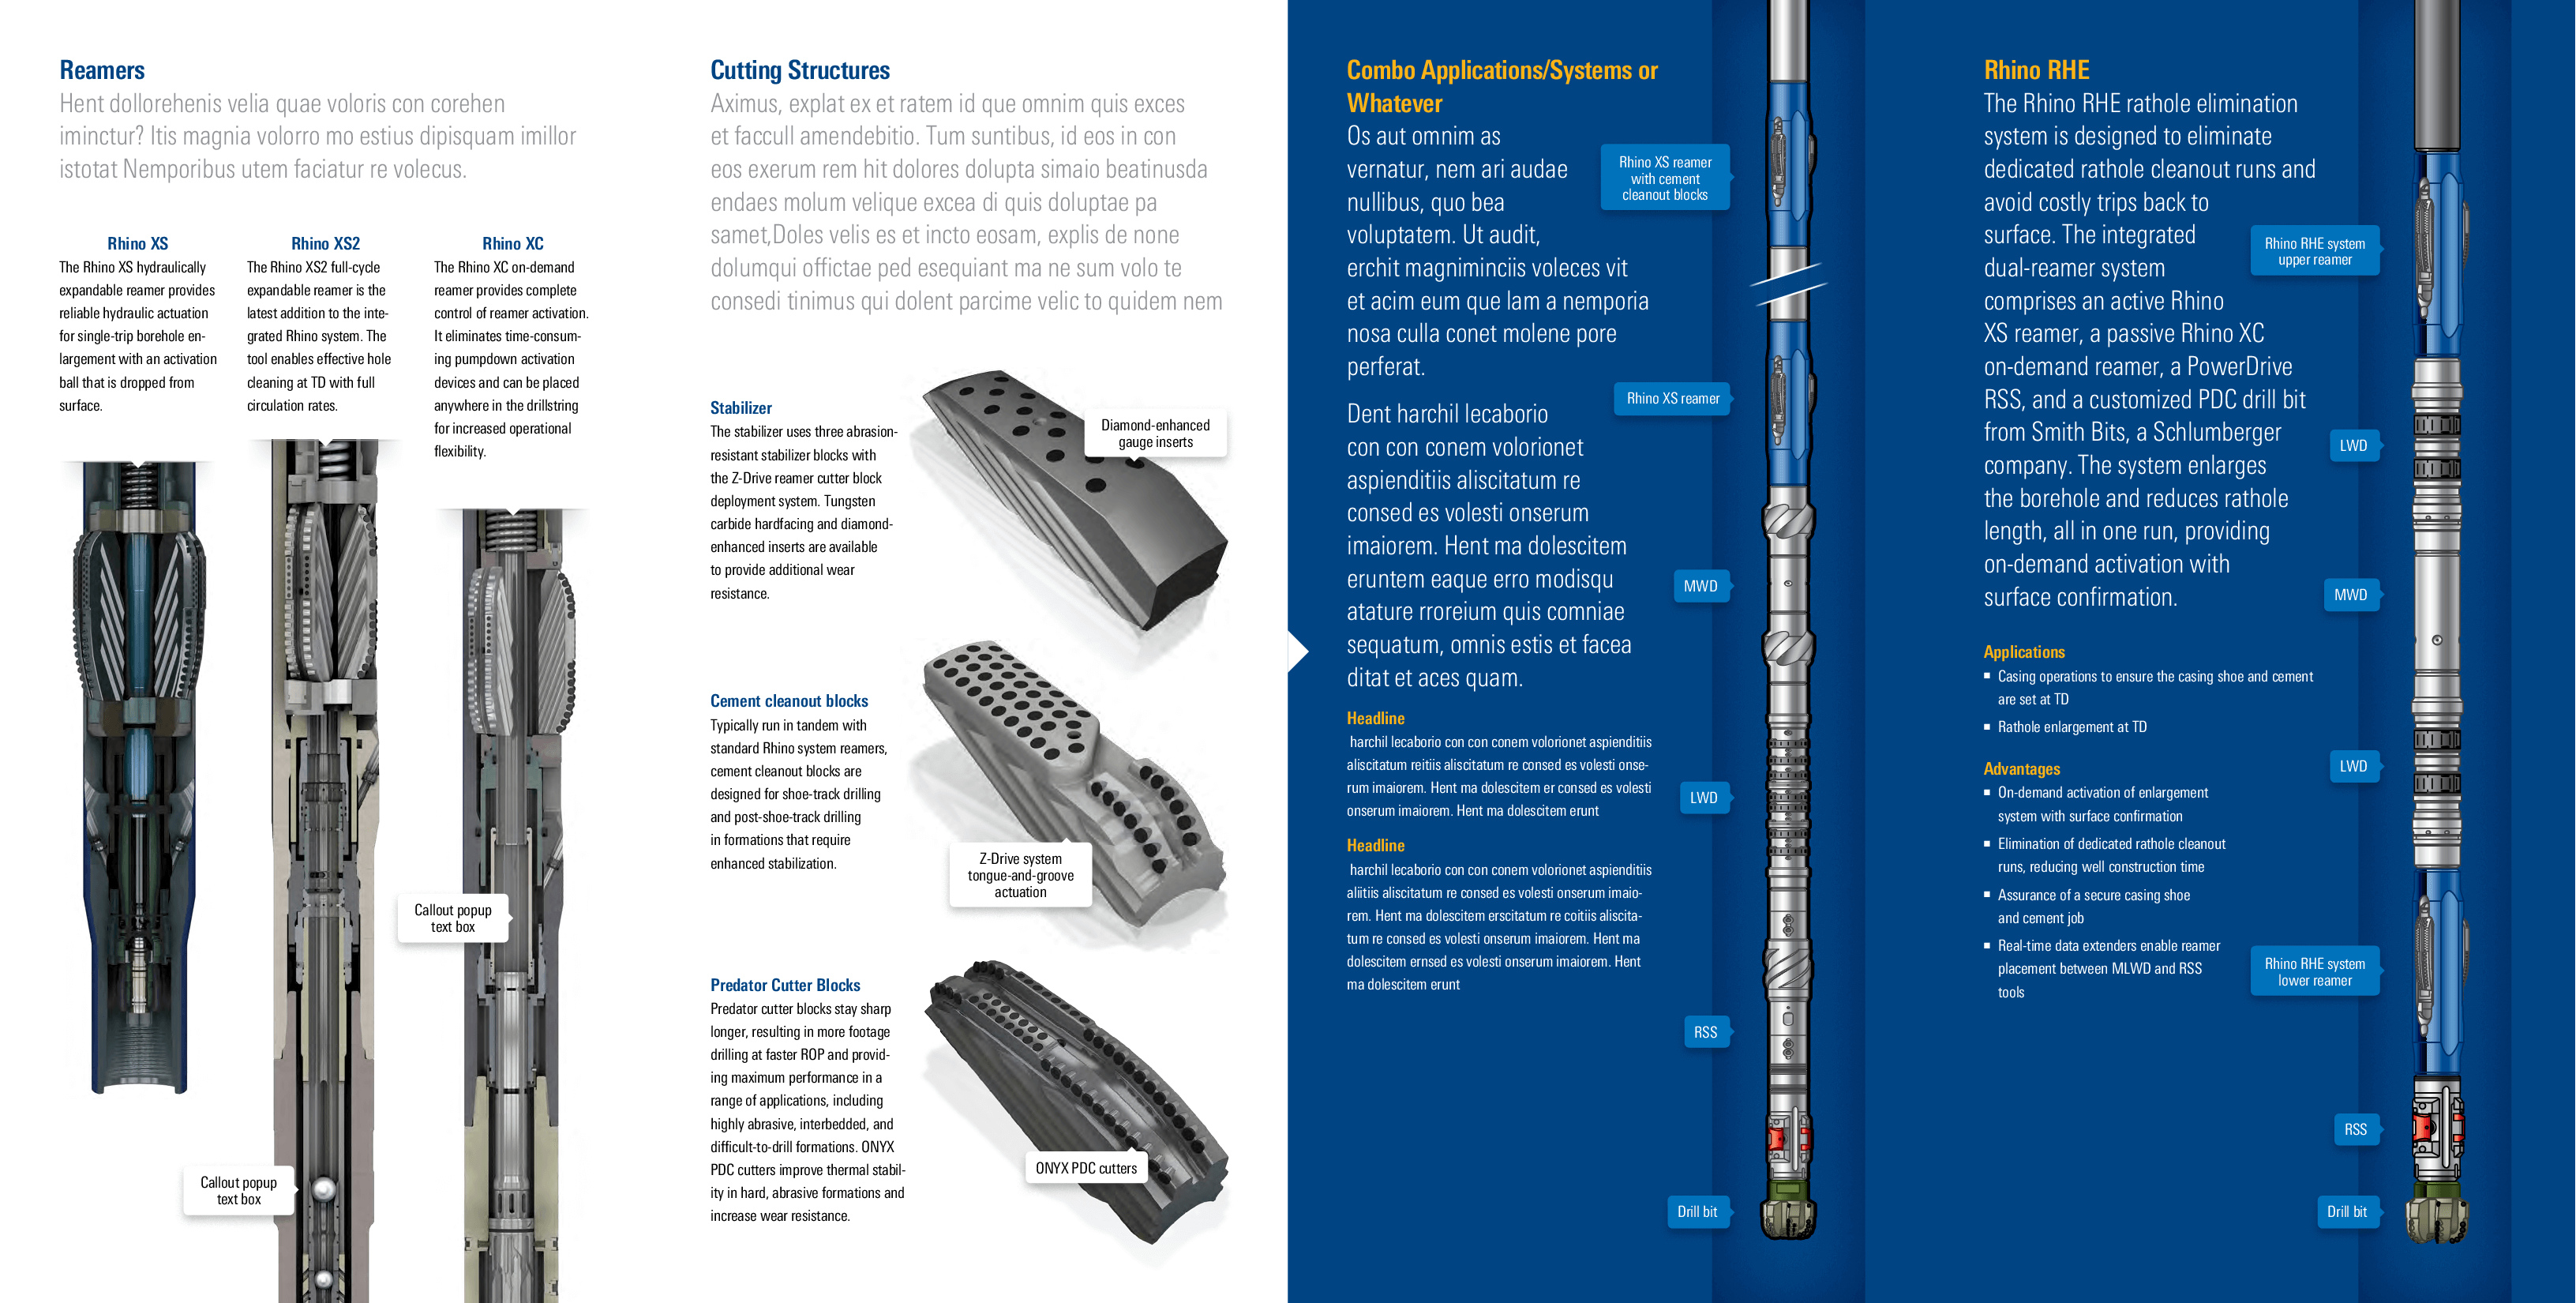 Reamers
Hent dollorehenis velia quae voloris con corehen
iminctur? Itis magnia volorro mo estius dipisquam imillor
istotat Nemporibus utem faciatur re volecus.
Rhino XS
The Rhino XS hydraulically
expandable reamer provides
reliable hydraulic actuation
for single-trip borehole en-
largement with an activation
ball that is dropped from
surface.
Rhino XS2
The Rhino XS2 full-cycle
expandable reamer is the
latest addition to the inte-
grated Rhino system. The
tool enables effective hole
cleaning at TD with full
circulation rates.
Rhino XC
The Rhino XC on-demand
reamer provides complete
control of reamer activation.
It eliminates time-consum-
ing pumpdown activation
devices and can be placed
anywhere in the drillstring
for increased operational
flexibility.
Callout popup
text box
Callout popup
text box
Cutting Structures
Aximus, explat ex et ratem id que omnim quis exces
et faccull amendebitio. Tum suntibus, id eos in con
eos exerum rem hit dolores dolupta simaio beatinusda
endaes molum velique excea di quis doluptae pa
samet,Doles velis es et incto eosam, explis de none
dolumqui offictae ped esequiant ma ne sum volo te
consedi tinimus qui dolent parcime velic to quidem nem
Stabilizer
The stabilizer uses three abrasion-
resistant stabilizer blocks with
the Z-Drive reamer cutter block
deployment system. Tungsten
carbide hardfacing and diamond-
enhanced inserts are available
to provide additional wear
resistance.
Diamond-enhanced
gauge inserts
Cement cleanout blocks
Typically run in tandem with
standard Rhino system reamers,
cement cleanout blocks are
designed for shoe-track drilling
and post-shoe-track drilling
in formations that require
enhanced stabilization.
Z-Drive system
tongue-and-groove
actuation
Predator Cutter Blocks
Predator cutter blocks stay sharp
longer, resulting in more footage
drilling at faster ROP and provid-
ing maximum performance in a
range of applications, including
highly abrasive, interbedded, and
difficult-to-drill formations. ONYX
PDC cutters improve thermal stabil-
ity in hard, abrasive formations and
increase wear resistance.
ONYX PDC cutters
Combo Applications/Systems or
Whatever
Os aut omnim as
vernatur, nem ari audae
nullibus, quo bea
voluptatem. Ut audit,
erchit magniminciis voleces vit
et acim eum que lam a nemporia
nosa culla conet molene pore
perferat.
Dent harchil lecaborio
con con conem volorionet
aspienditiis aliscitatum re
consed es volesti onserum
imaiorem. Hent ma dolescitem
eruntem eaque erro modisqu
atature rroreium quis comniae
sequatum, omnis estis et facea
ditat et aces quam.
Headline
harchil lecaborio con con conem volorionet aspienditiis
aliscitatum reitiis aliscitatum re consed es volesti onse-
rum imaiorem. Hent ma dolescitem er consed es volesti
onserum imaiorem. Hent ma dolescitem erunt
Headline
harchil lecaborio con con conem volorionet aspienditiis
aliitiis aliscitatum re consed es volesti onserum imaio-
rem. Hent ma dolescitem erscitatum re coitiis aliscita-
tum re consed es volesti onserum imaiorem. Hent ma
dolescitem ernsed es volesti onserum imaiorem. Hent
ma dolescitem erunt
Rhino XS reamer
with cement
cleanout blocks
Rhino XS reamer
MWD
LWD
RSS
Drill bit
Rhino RHE
The Rhino RHE rathole elimination
system is designed to eliminate
dedicated rathole cleanout runs and
avoid costly trips back to
surface. The integrated
dual-reamer system
comprises an active Rhino
XS reamer, a passive Rhino XC
on-demand reamer, a PowerDrive
RSS, and a customized PDC drill bit
from Smith Bits, a Schlumberger
company. The system enlarges
the borehole and reduces rathole
length, all in one run, providing
on-demand activation with
surface confirmation.
Applications
▪ Casing operations to ensure the casing shoe and cement
are set at TD
▪ Rathole enlargement at TD
Advantages
▪ On-demand activation of enlargement
system with surface confirmation
▪ Elimination of dedicated rathole cleanout
runs, reducing well construction time
▪ Assurance of a secure casing shoe
and cement job
▪ Real-time data extenders enable reamer
placement between MLWD and RSS
tools
Rhino RHE system
upper reamer
LWD
MWD
LWD
Rhino RHE system
lower reamer
RSS
Drill bit